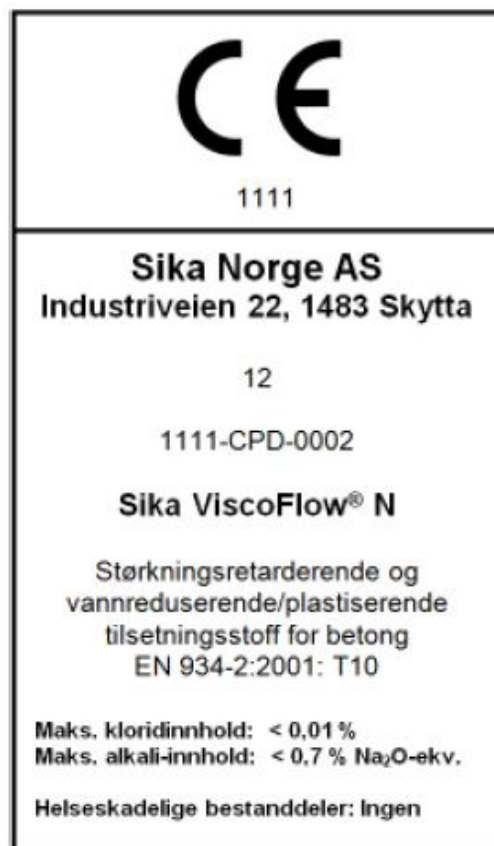 CE
1111
Sika Norge AS
Industriveien 22, 1483 Skytta
12
1111-CPD-0002
Sika ViscoFlow® N
Størkningsretarderende og
vannreduserende/plastiserende
tilsetningsstoff for betong
EN 934-2:2001: T10
Maks. kloridinnhold: < 0,01 %
Maks. alkali-innhold: < 0,7 % Na₂O-ekv.
Helseskadelige bestanddeler: Ingen